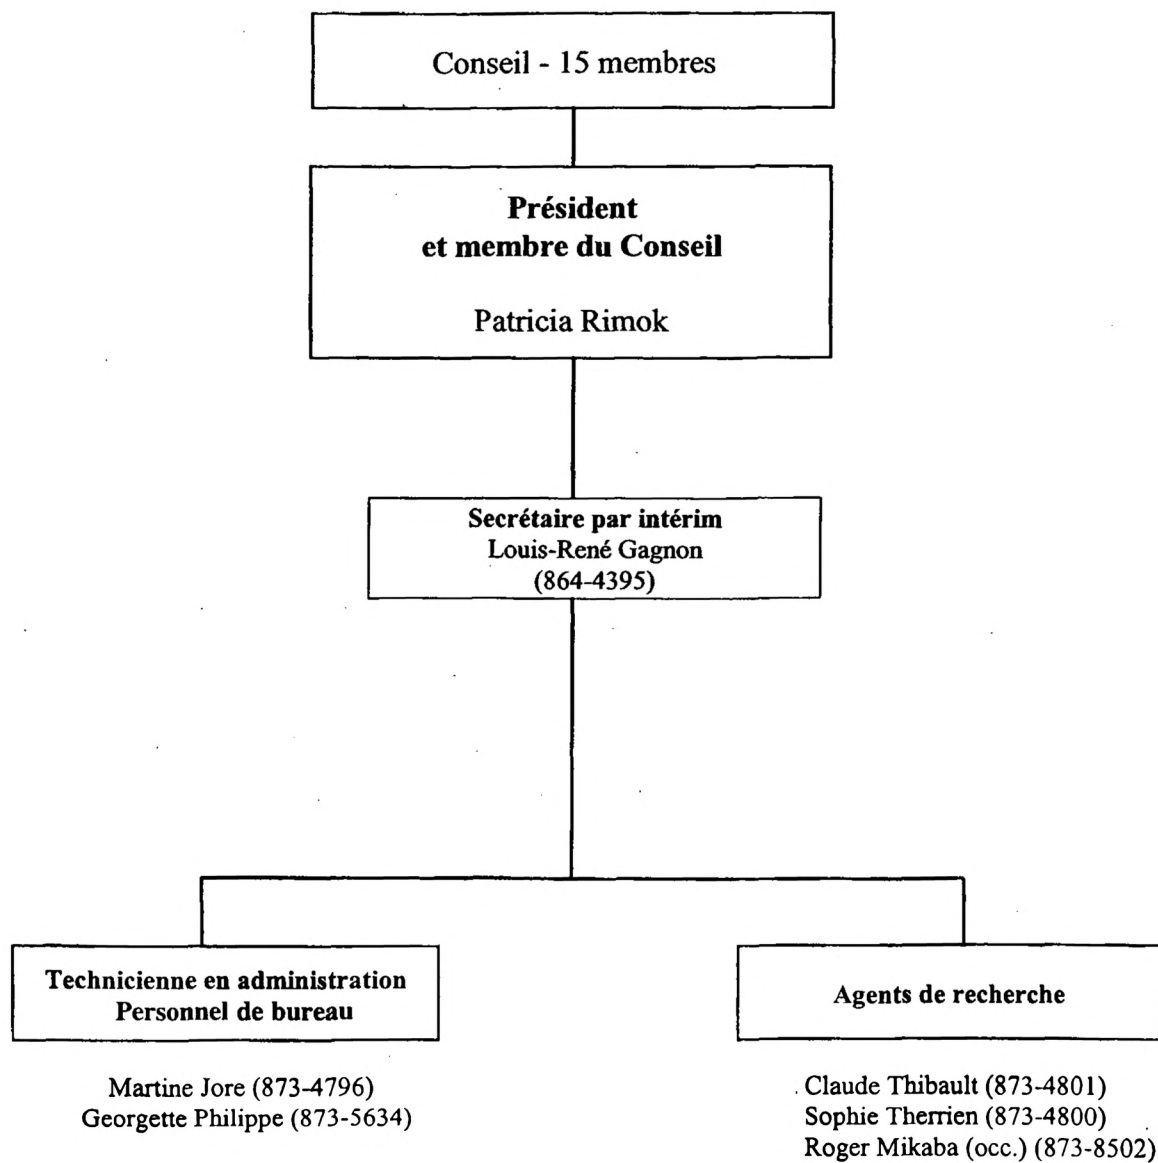 Conseil - 15 membres
Président
et membre du Conseil
Patricia Rimok
Secrétaire par intérim
Louis-René Gagnon
(864-4395)
Technicienne en administration
Personnel de bureau
Martine Jore (873-4796)
Georgette Philippe (873-5634)
Agents de recherche
Claude Thibault (873-4801)
Sophie Therrien (873-4800)
Roger Mikaba (occ.) (873-8502)